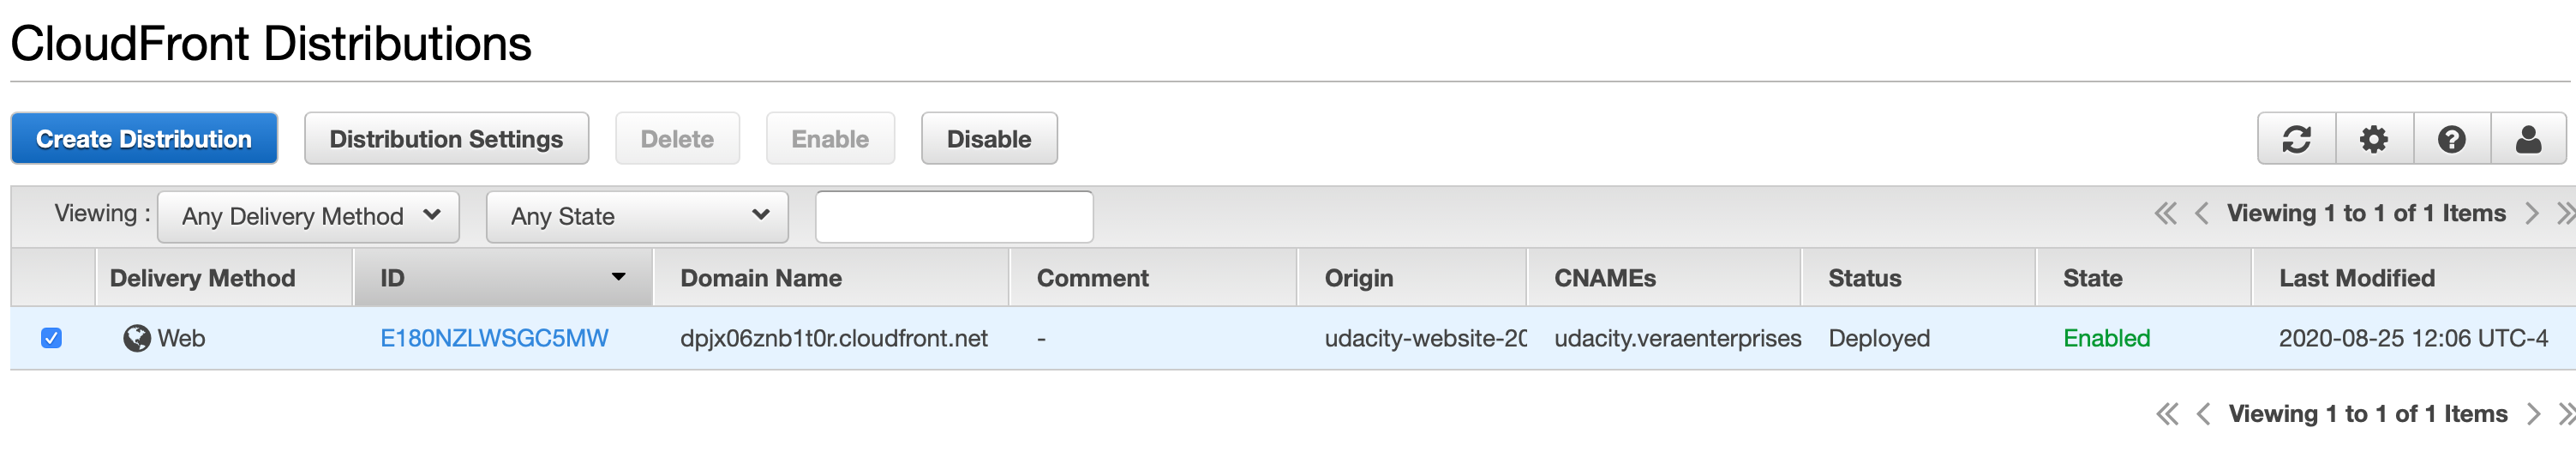 CloudFront Distributions
Create Distribution Distribution Settings Delete Enable Disable
Viewing : Any Delivery Method Any State Viewing 1 to 1 of 1 Items
Delivery Method ID Domain Name Comment Origin CNAMEs Status State Last Modified
Web E180NZLWSGC5MW dpjx06znb1t0r.cloudfront.net - udacity-website-20 udacity.veraenterprises Deployed Enabled 2020-08-25 12:06 UTC-4
Viewing 1 to 1 of 1 Items